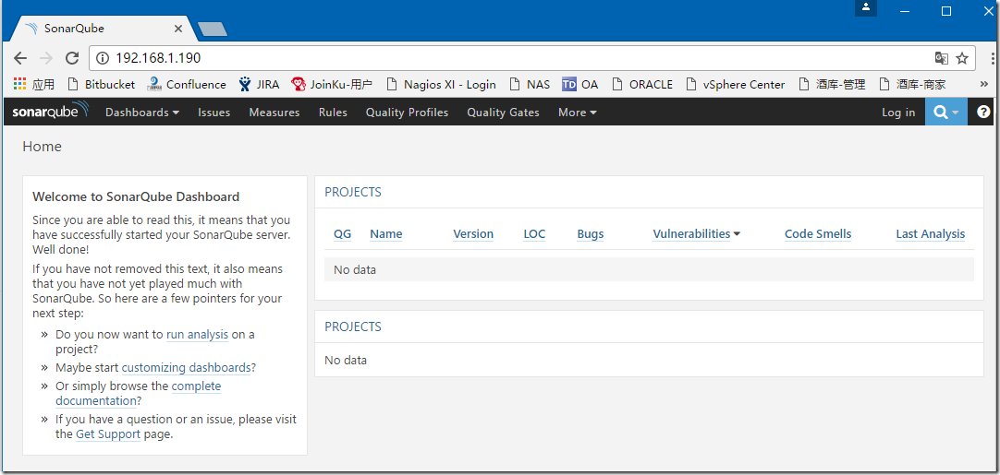 SonarQube
192.168.1.190
应用 Bitbucket Confluence JIRA JoinKu-用户 Nagios XI - Login NAS TD OA ORACLE vSphere Center 酒库-管理 酒库-商家 »
sonarqube Dashboards Issues Measures Rules Quality Profiles Quality Gates More Log in
Home
Welcome to SonarQube Dashboard
Since you are able to read this, it means that you
have successfully started your SonarQube server.
Well done!
If you have not removed this text, it also means
that you have not yet played much with
SonarQube. So here are a few pointers for your
next step:
» Do you now want to run analysis on a
project?
» Maybe start customizing dashboards?
» Or simply browse the complete
documentation?
» If you have a question or an issue, please visit
the Get Support page.
PROJECTS
QG Name Version LOC Bugs Vulnerabilities Code Smells Last Analysis
No data
PROJECTS
No data